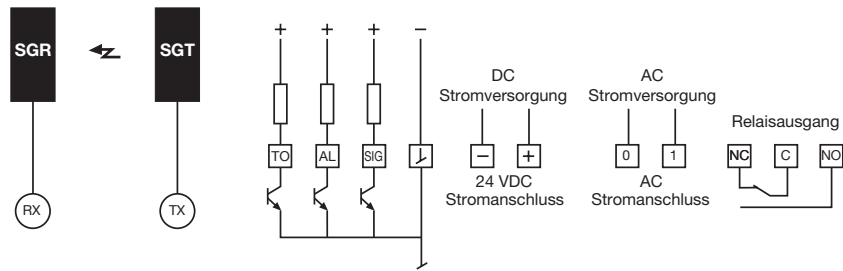 SGR
SGT
RX
TX
+ + + −
TO AL SIG
DC
Stromversorgung
− +
24 VDC
Stromanschluss
AC
Stromversorgung
0 1
AC
Stromanschluss
Relaisausgang
NC C NO